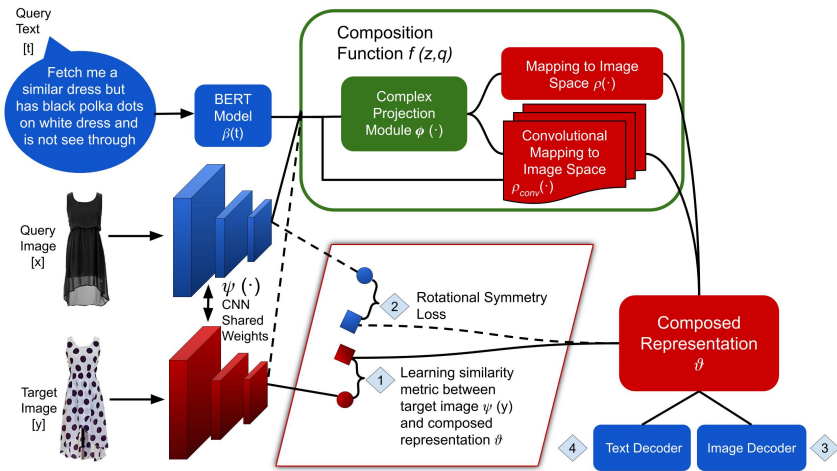 Query
Text
[t]
Fetch me a
similar dress but
has black polka dots
on white dress and
is not see through
BERT
Model
β(t)
Composition
Function f (z,q)
Complex
Projection
Module ϕ (·)
Mapping to Image
Space ρ(·)
Convolutional
Mapping to
Image Space
ρconv(·)
Query
Image
[x]
ψ (·)
CNN
Shared
Weights
Target
Image
[y]
2
Rotational Symmetry
Loss
1
Learning similarity
metric between
target image ψ (y)
and composed
representation ϑ
Composed
Representation
ϑ
4
Text Decoder
Image Decoder
3